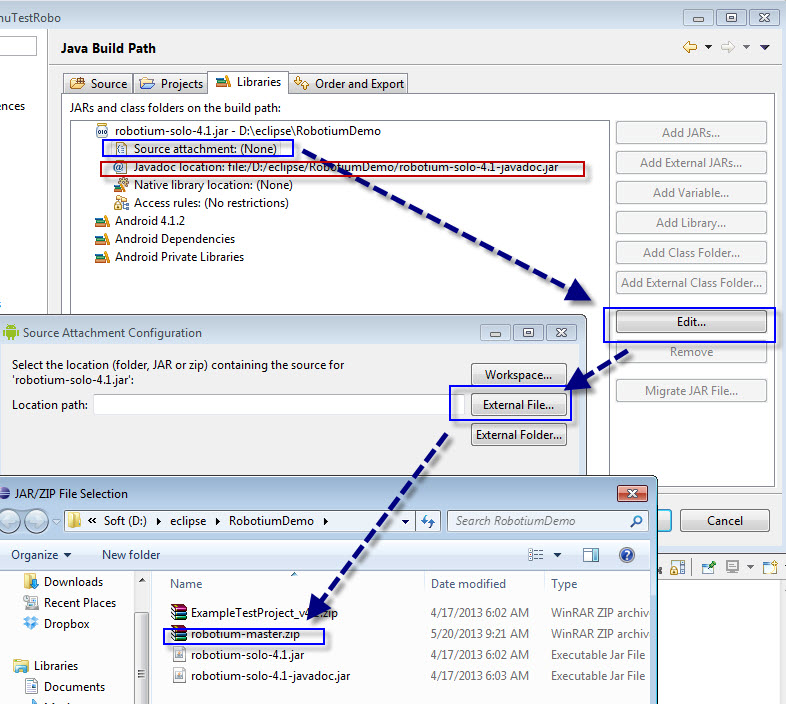 nuTestRobo
ences
Java Build Path
Source
Projects
Libraries
Order and Export
JARs and class folders on the build path:
robotium-solo-4.1.jar - D:\eclipse\RobotiumDemo
Source attachment: (None)
Javadoc location: file:/D:/eclipse/RobotiumDemo/robotium-solo-4.1-javadoc.jar
Native library location: (None)
Access rules: (No restrictions)
Android 4.1.2
Android Dependencies
Android Private Libraries
Add JARs...
Add External JARs...
Add Variable...
Add Library...
Add Class Folder...
Add External Class Folder...
Edit...
Remove
Migrate JAR File...
Cancel
Source Attachment Configuration
Select the location (folder, JAR or zip) containing the source for
'robotium-solo-4.1.jar':
Location path:
Workspace...
External File...
External Folder...
JAR/ZIP File Selection
« Soft (D:) eclipse RobotiumDemo
Search RobotiumDemo
Organize New folder
Downloads
Recent Places
Dropbox
Libraries
Documents
Name Date modified Type
.zip 4/17/2013 6:02 AM WinRAR ZIP archiv
robotium-master.zip 5/20/2013 9:21 AM WinRAR ZIP archiv
robotium-solo-4.1.jar 4/17/2013 6:02 AM Executable Jar File
robotium-solo-4.1-javadoc.jar 4/17/2013 6:03 AM Executable Jar File